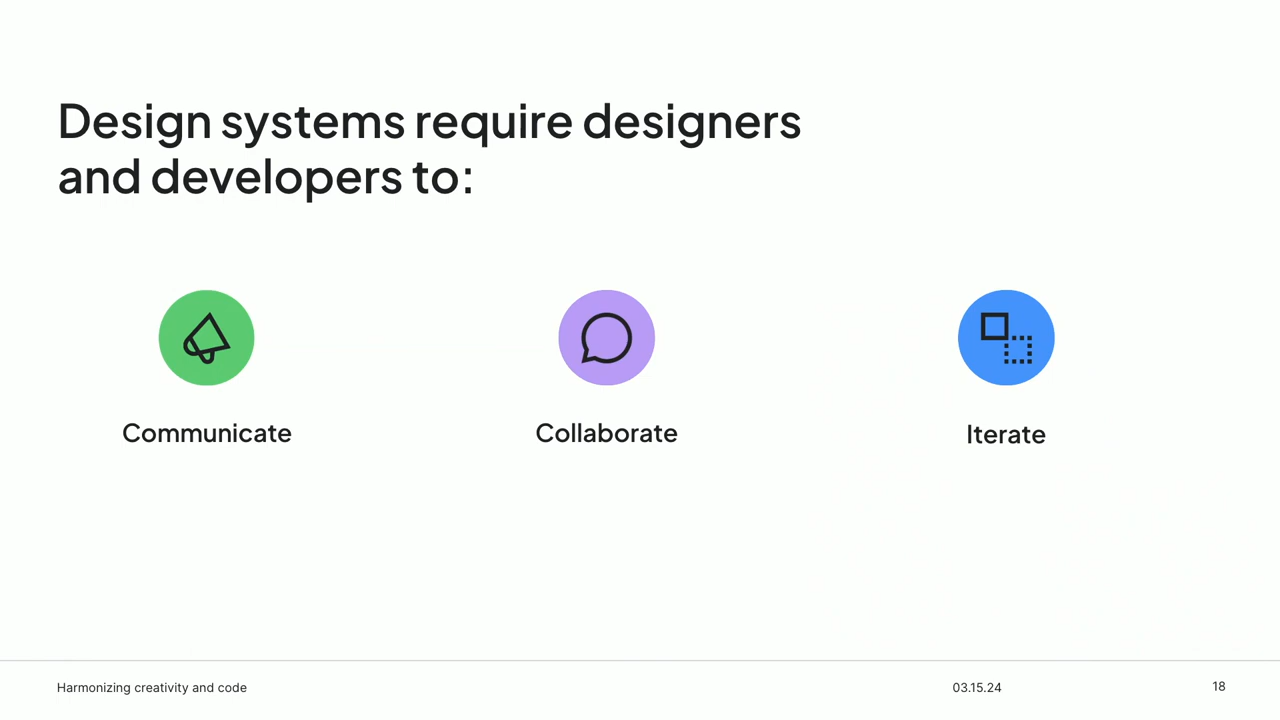 Design systems require designers
and developers to:
Communicate
Collaborate
Iterate
Harmonizing creativity and code
03.15.24
18